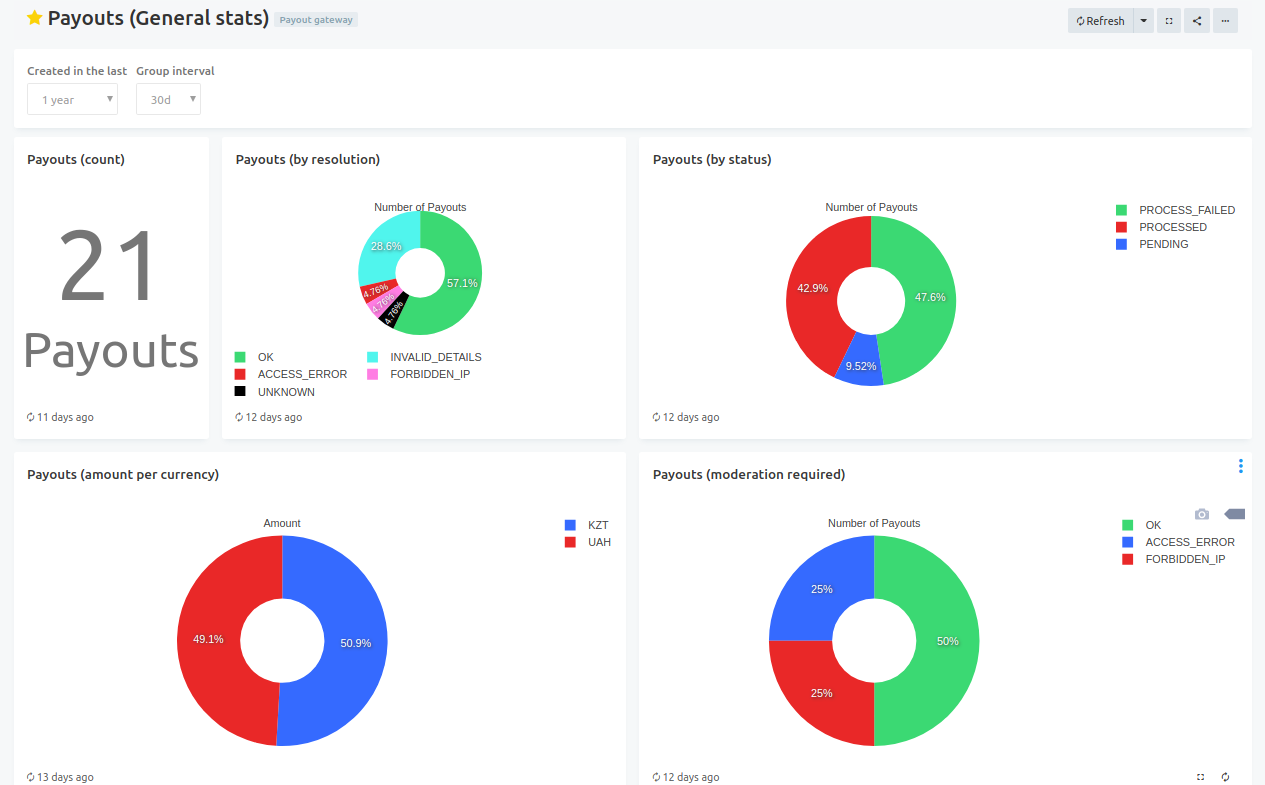 Payouts (General stats)
Payout gateway
Refresh
Created in the last
Group interval
1 year
30d
Payouts (count)
21
Payouts
11 days ago
Payouts (by resolution)
Number of Payouts
28.6%
57.1%
4.76%
4.76%
4.76%
OK
INVALID_DETAILS
ACCESS_ERROR
FORBIDDEN_IP
UNKNOWN
12 days ago
Payouts (by status)
Number of Payouts
42.9%
47.6%
9.52%
PROCESS_FAILED
PROCESSED
PENDING
12 days ago
Payouts (amount per currency)
Amount
49.1%
50.9%
KZT
UAH
13 days ago
Payouts (moderation required)
Number of Payouts
25%
50%
25%
OK
ACCESS_ERROR
FORBIDDEN_IP
12 days ago